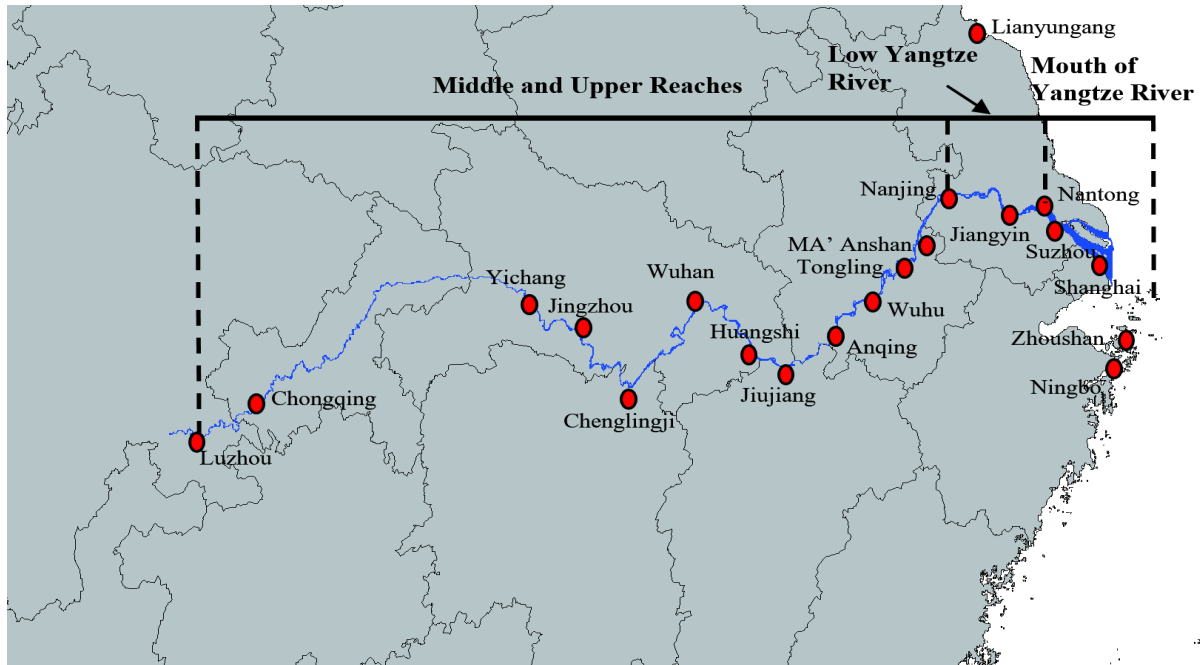 Lianyungang
Low Yangtze
River
Mouth of
Yangtze River
Middle and Upper Reaches
Nanjing
Nantong
Jiangyin
MA' Anshan
Suzhou
Tongling
Shanghai
Yichang
Wuhan
Jingzhou
Wuhu
Huangshi
Zhoushan
Anqing
Ningbo
Jiujiang
Chongqing
Chenglingji
Luzhou